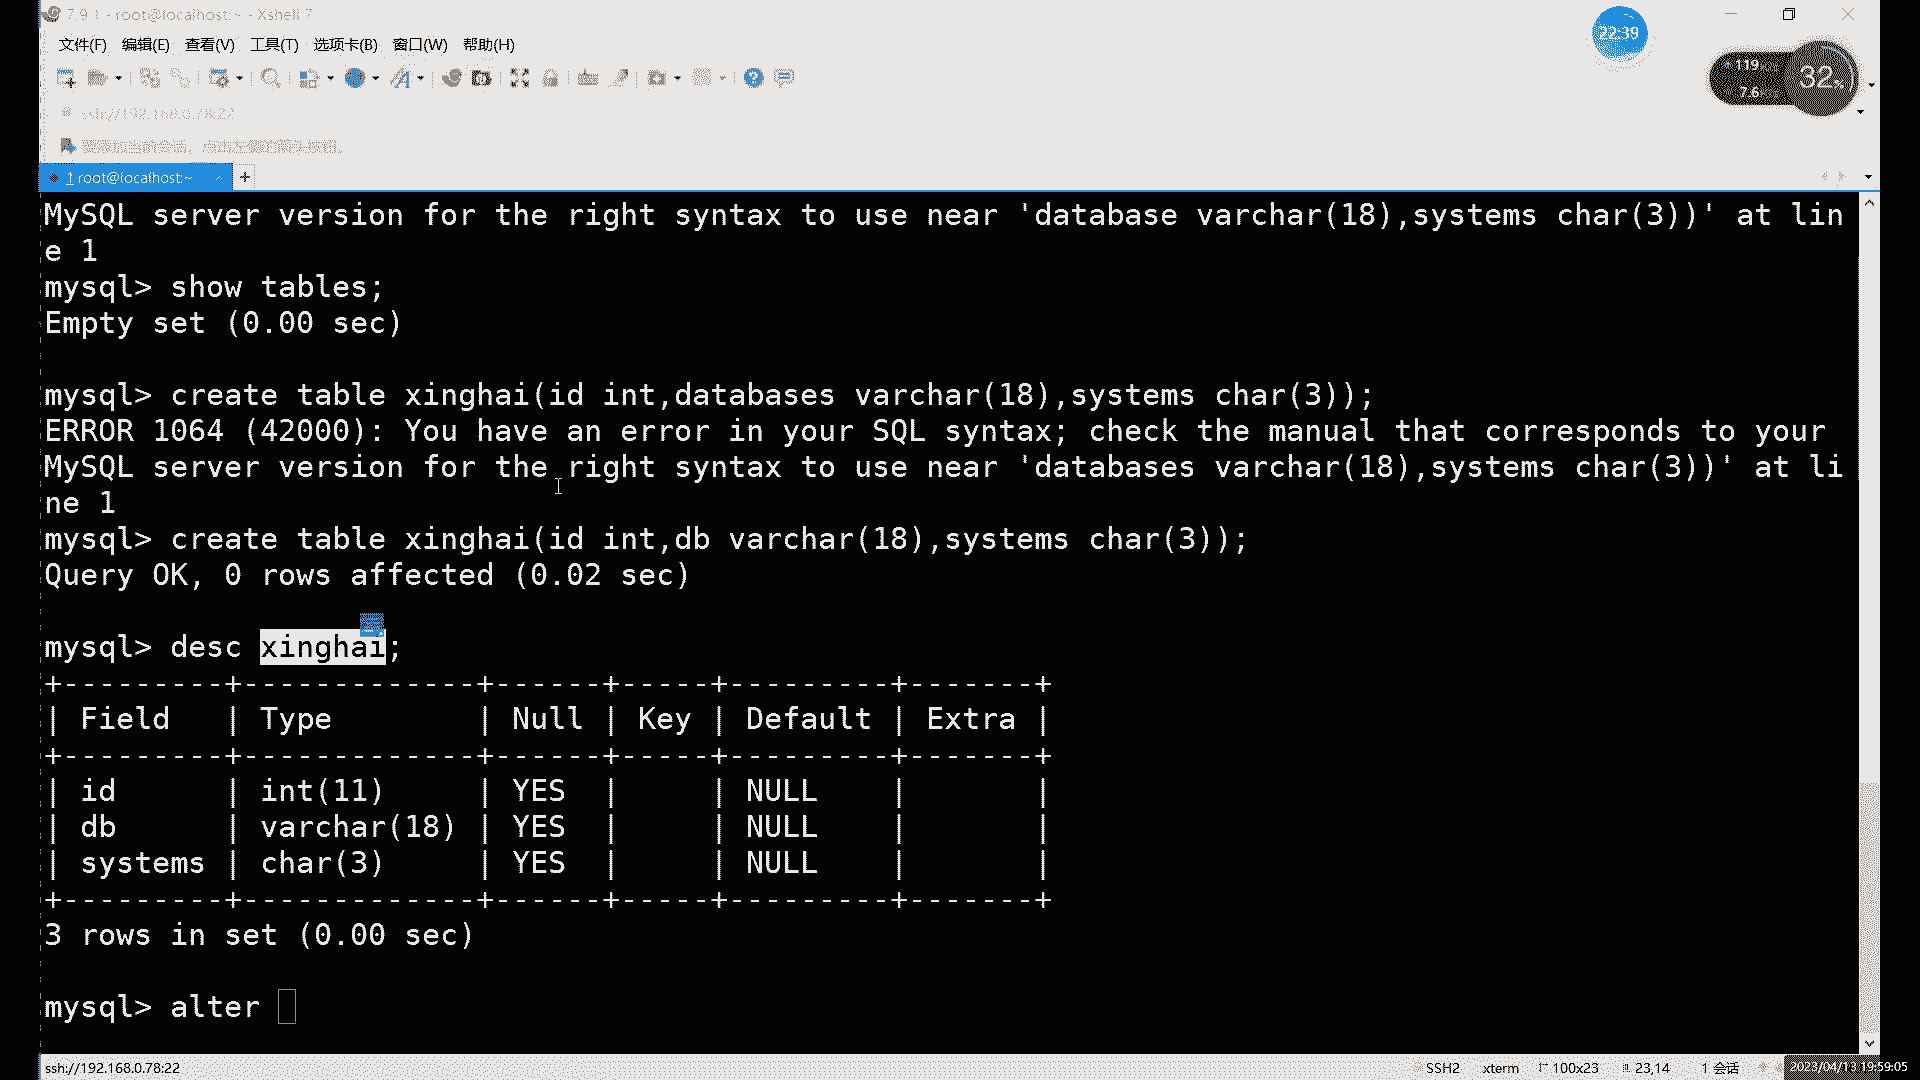 7.9 1 - root@localhost:~ - Xshell 7
22:39
文件(F) 编辑(E) 查看(V) 工具(T) 选项卡(B) 窗口(W) 帮助(H)
119
7.6
32%
ssh://192.168.0.78:22
要添加当前会话，点击左侧的箭头按钮。
1 root@localhost:~
MySQL server version for the right syntax to use near 'database varchar(18),systems char(3))' at lin
e 1
mysql> show tables;
Empty set (0.00 sec)
mysql> create table xinghai(id int,databases varchar(18),systems char(3));
ERROR 1064 (42000): You have an error in your SQL syntax; check the manual that corresponds to your
MySQL server version for the right syntax to use near 'databases varchar(18),systems char(3))' at li
ne 1
mysql> create table xinghai(id int,db varchar(18),systems char(3));
Query OK, 0 rows affected (0.02 sec)
mysql> desc xinghai;
+---------+-------------+------+-----+---------+-------+
| Field   | Type        | Null | Key | Default | Extra |
+---------+-------------+------+-----+---------+-------+
| id      | int(11)     | YES  |     | NULL    |       |
| db      | varchar(18) | YES  |     | NULL    |       |
| systems | char(3)     | YES  |     | NULL    |       |
+---------+-------------+------+-----+---------+-------+
3 rows in set (0.00 sec)
mysql> alter
ssh://192.168.0.78:22 SSH2 xterm 100x23 23,14 1 会话 2023/04/13 19:59:05